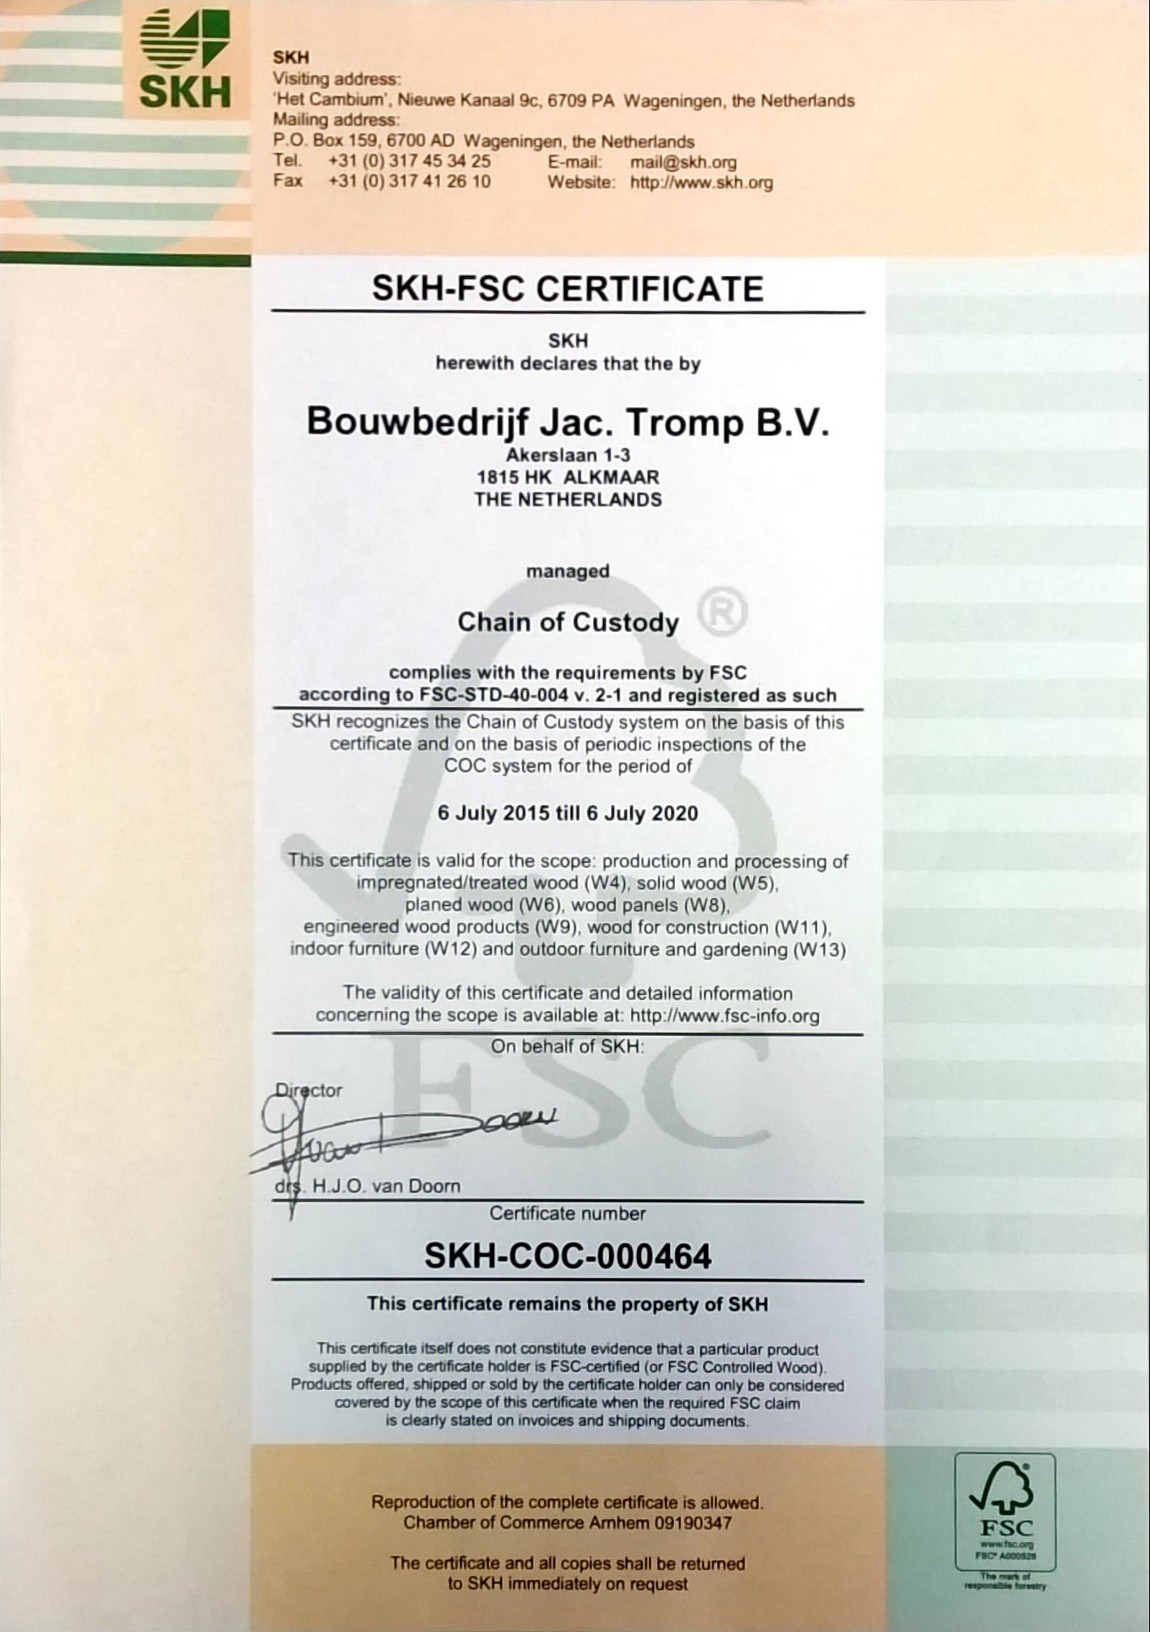 SKH
SKH
Visiting address:
'Het Cambium', Nieuwe Kanaal 9c, 6709 PA Wageningen, the Netherlands
Mailing address:
P.O. Box 159, 6700 AD Wageningen, the Netherlands
Tel. +31 (0) 317 45 34 25 E-mail: mail@skh.org
Fax +31 (0) 317 41 26 10 Website: http://www.skh.org
SKH-FSC CERTIFICATE
SKH
herewith declares that the by
Bouwbedrijf Jac. Tromp B.V.
Akerslaan 1-3
1815 HK ALKMAAR
THE NETHERLANDS
managed
Chain of Custody
®
complies with the requirements by FSC
according to FSC-STD-40-004 v. 2-1 and registered as such
SKH recognizes the Chain of Custody system on the basis of this
certificate and on the basis of periodic inspections of the
COC system for the period of
6 July 2015 till 6 July 2020
This certificate is valid for the scope: production and processing of
impregnated/treated wood (W4), solid wood (W5),
planed wood (W6), wood panels (W8),
engineered wood products (W9), wood for construction (W11),
indoor furniture (W12) and outdoor furniture and gardening (W13)
The validity of this certificate and detailed information
concerning the scope is available at: http://www.fsc-info.org
On behalf of SKH:
FSC
Director
drs. H.J.O. van Doorn
Certificate number
SKH-COC-000464
This certificate remains the property of SKH
This certificate itself does not constitute evidence that a particular product
supplied by the certificate holder is FSC-certified (or FSC Controlled Wood).
Products offered, shipped or sold by the certificate holder can only be considered
covered by the scope of this certificate when the required FSC claim
is clearly stated on invoices and shipping documents.
Reproduction of the complete certificate is allowed.
Chamber of Commerce Arnhem 09190347
The certificate and all copies shall be returned
to SKH immediately on request
FSC
www.fsc.org
FSC® A000529
The mark of
responsible forestry